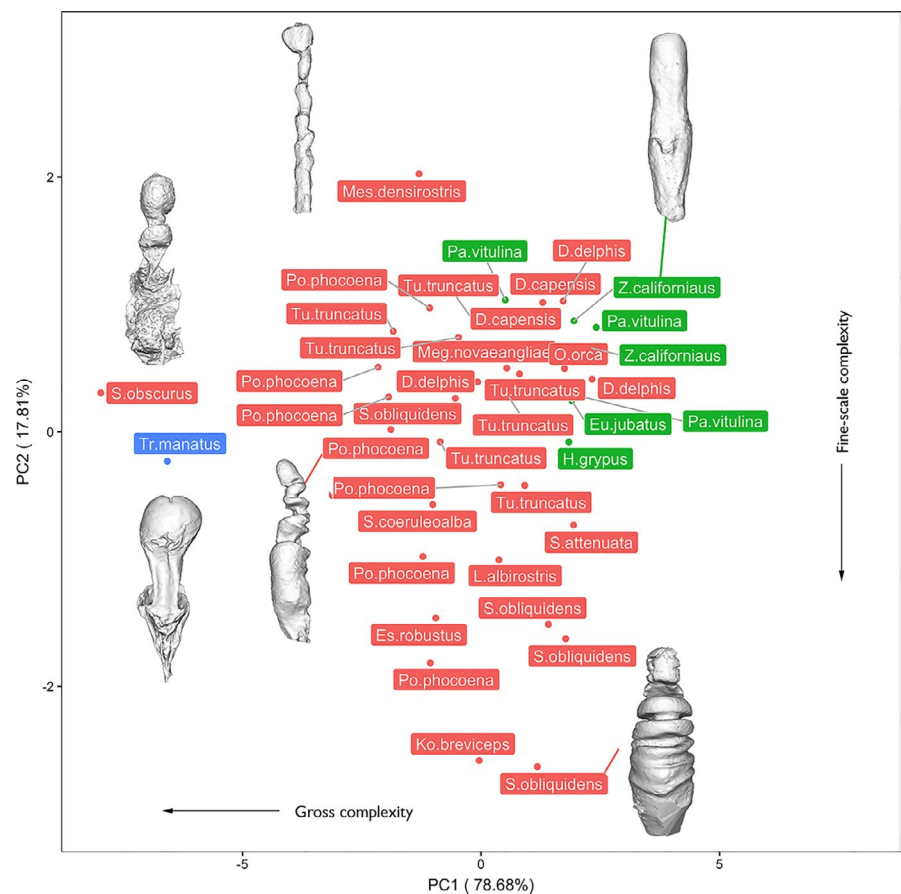 2
Mes.densirostris
Pa.vitulina
D.delphis
Po.phocoena
Tu.truncatus
D.capensis
Z.californiaus
Tu.truncatus
D.capensis
Pa.vitulina
Tu.truncatus
Meg.novaeangliae
O.orca
Z.californiaus
Po.phocoena
D.delphis
Tu.truncatus
D.delphis
S.obscurus
Po.phocoena
S.obliquidens
Tu.truncatus
Eu.jubatus
Pa.vitulina
0
Tr.manatus
Po.phocoena
Tu.truncatus
H.grypus
Po.phocoena
Tu.truncatus
S.coeruleoalba
S.attenuata
Po.phocoena
L.albirostris
S.obliquidens
Es.robustus
S.obliquidens
Po.phocoena
-2
Ko.breviceps
S.obliquidens
Gross complexity
Fine-scale complexity
PC2 ( 17.81%)
-5
0
5
PC1 ( 78.68%)